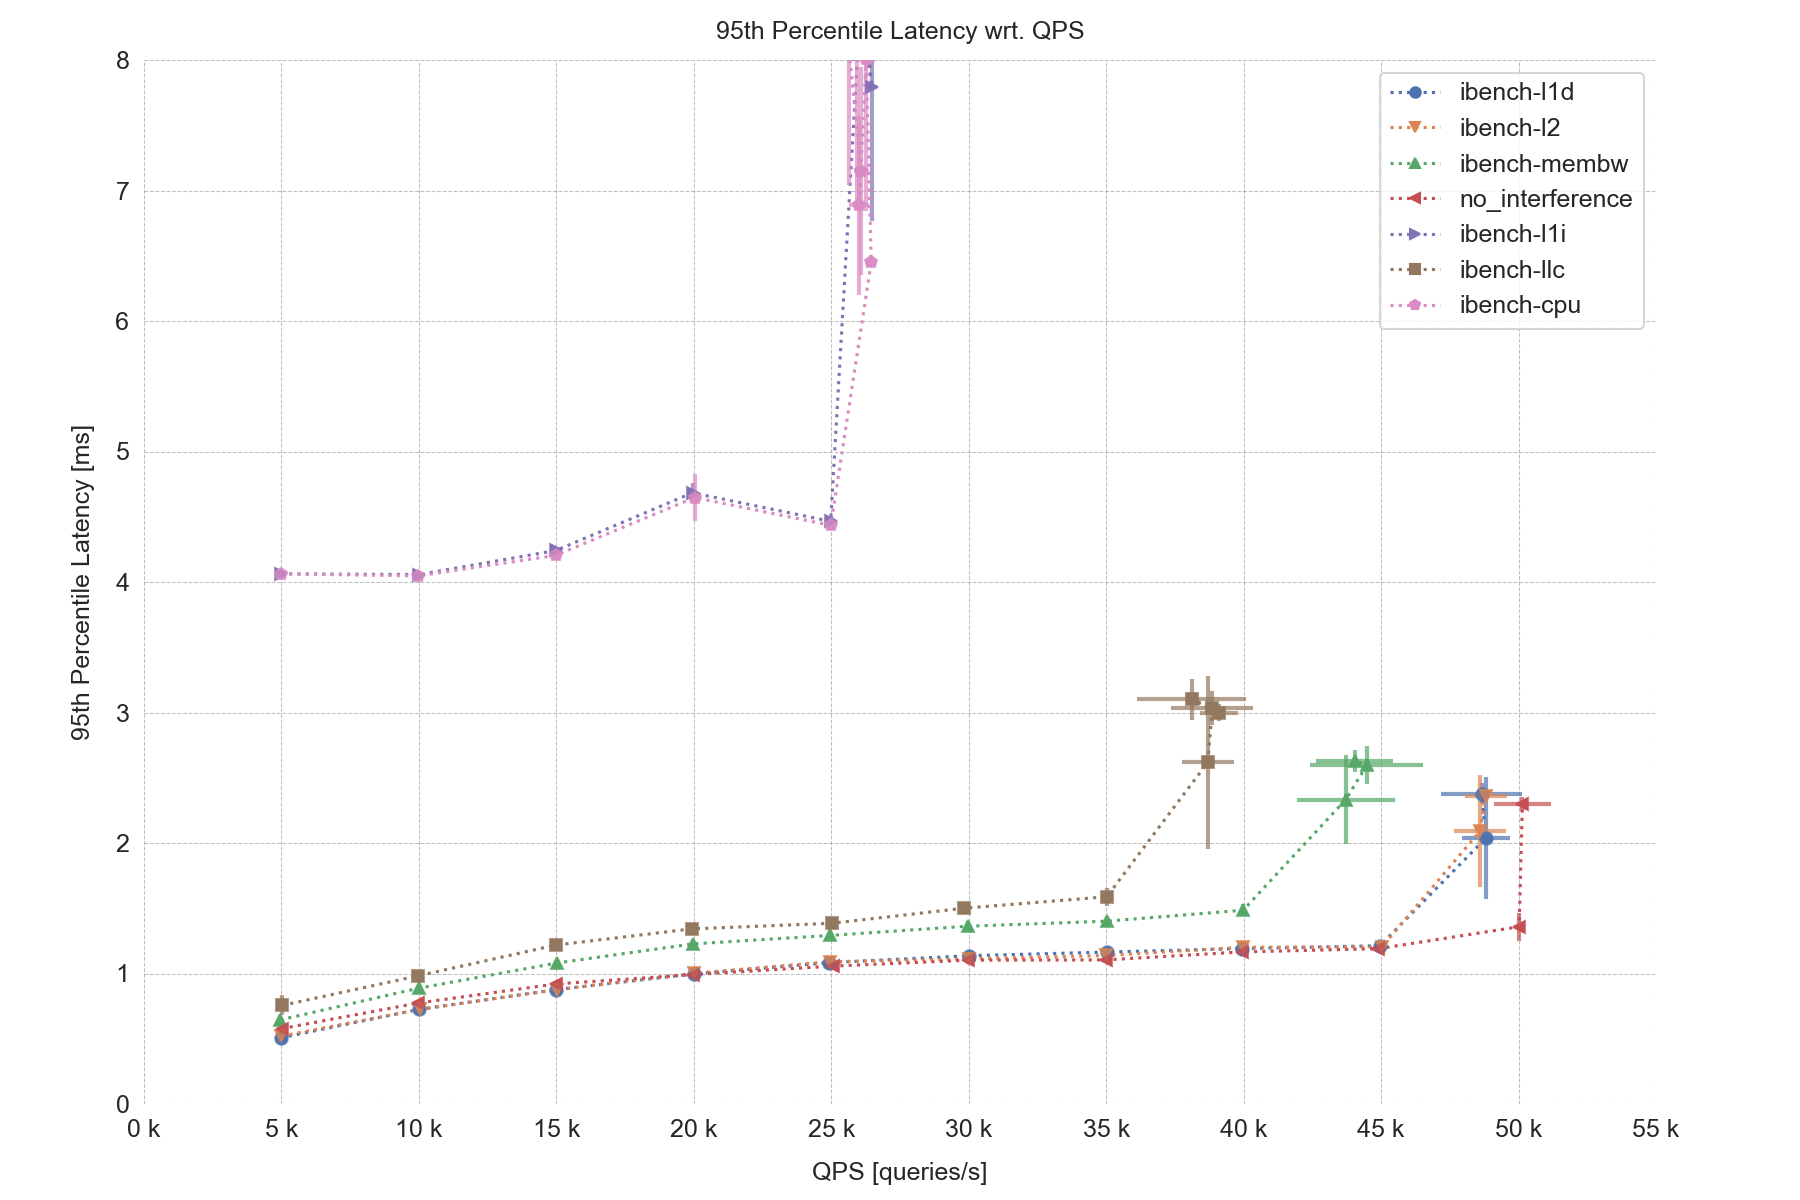 95th Percentile Latency wrt. QPS
8
7
6
5
4
3
2
1
0
95th Percentile Latency [ms]
ibench-l1d
ibench-l2
ibench-membw
no_interference
ibench-l1i
ibench-llc
ibench-cpu
0 k 5 k 10 k 15 k 20 k 25 k 30 k 35 k 40 k 45 k 50 k 55 k
QPS [queries/s]